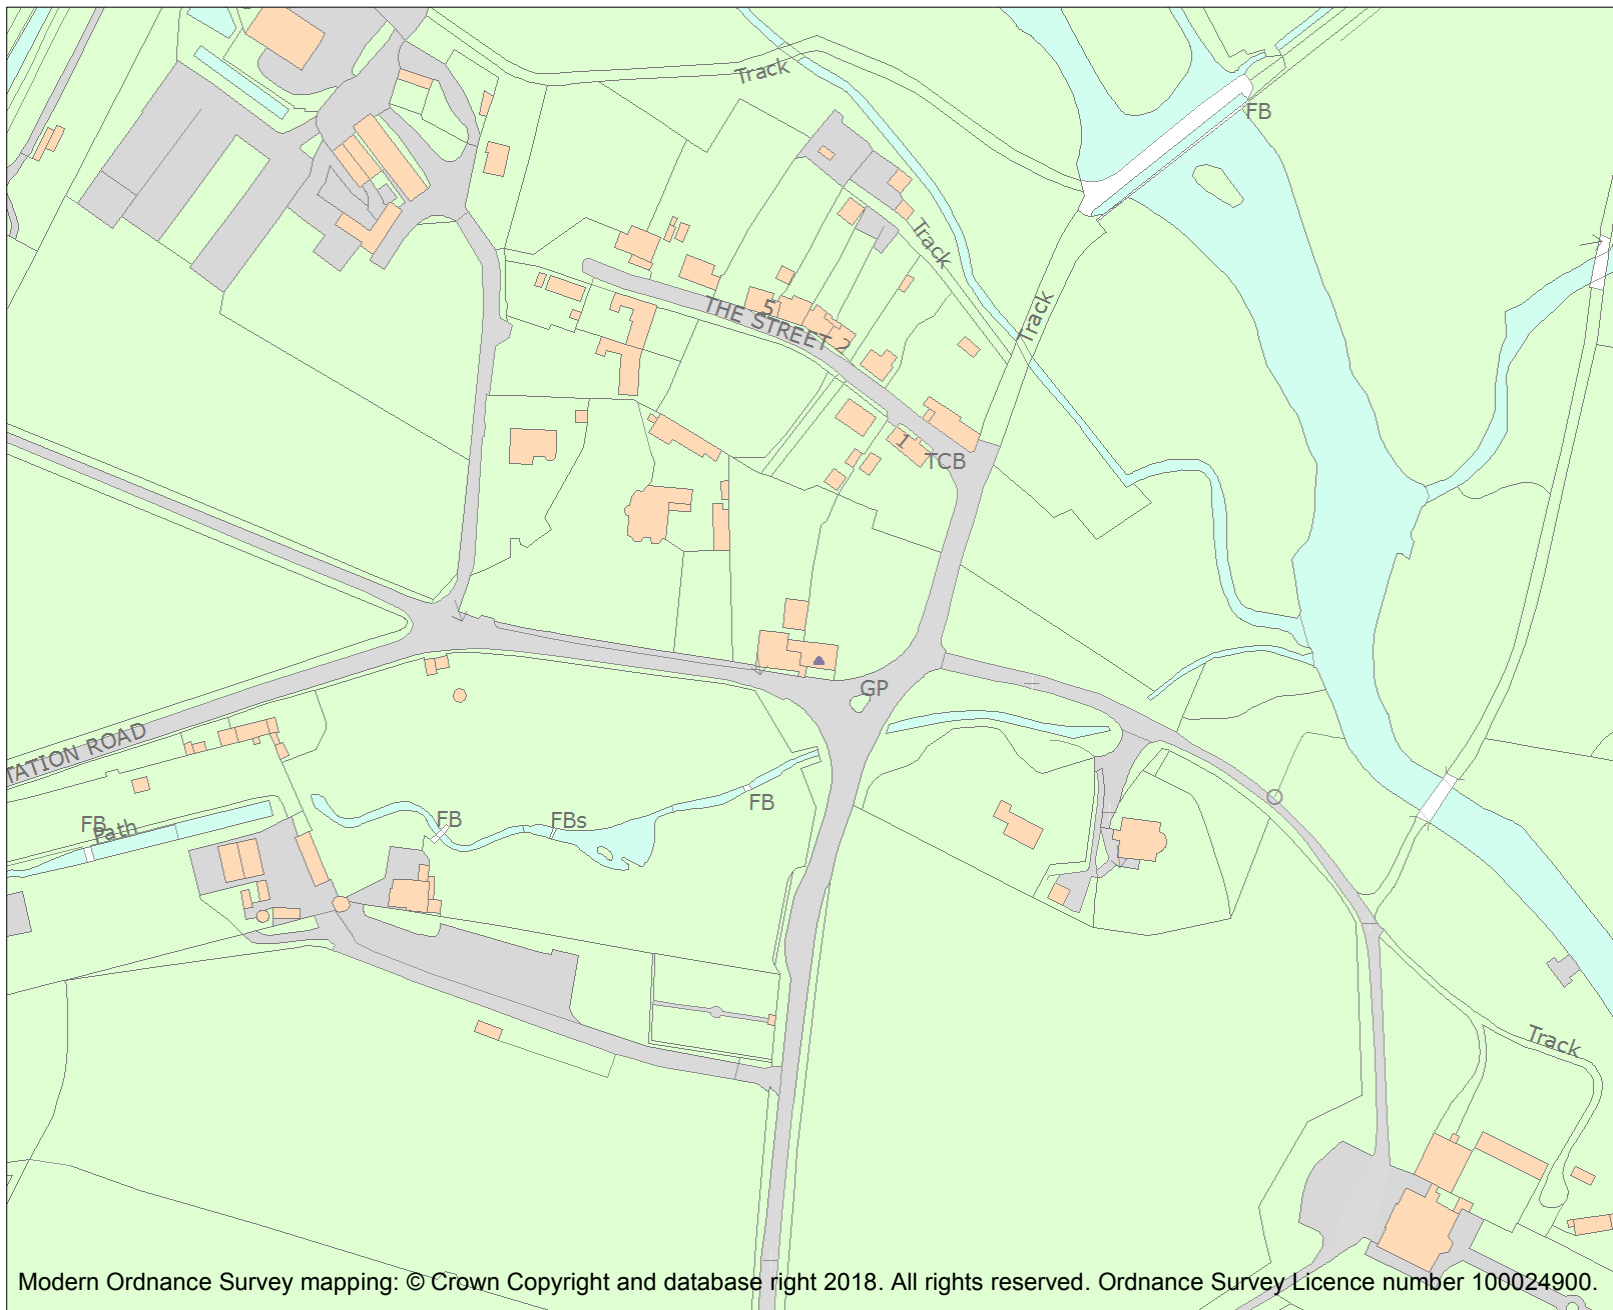 Track
FB
Track
Track
5
THE STREET 2
1
TCB
GP
TATION ROAD
FB
Path
FB
FBs
FB
Track
Modern Ordnance Survey mapping: © Crown Copyright and database right 2018. All rights reserved. Ordnance Survey Licence number 100024900.